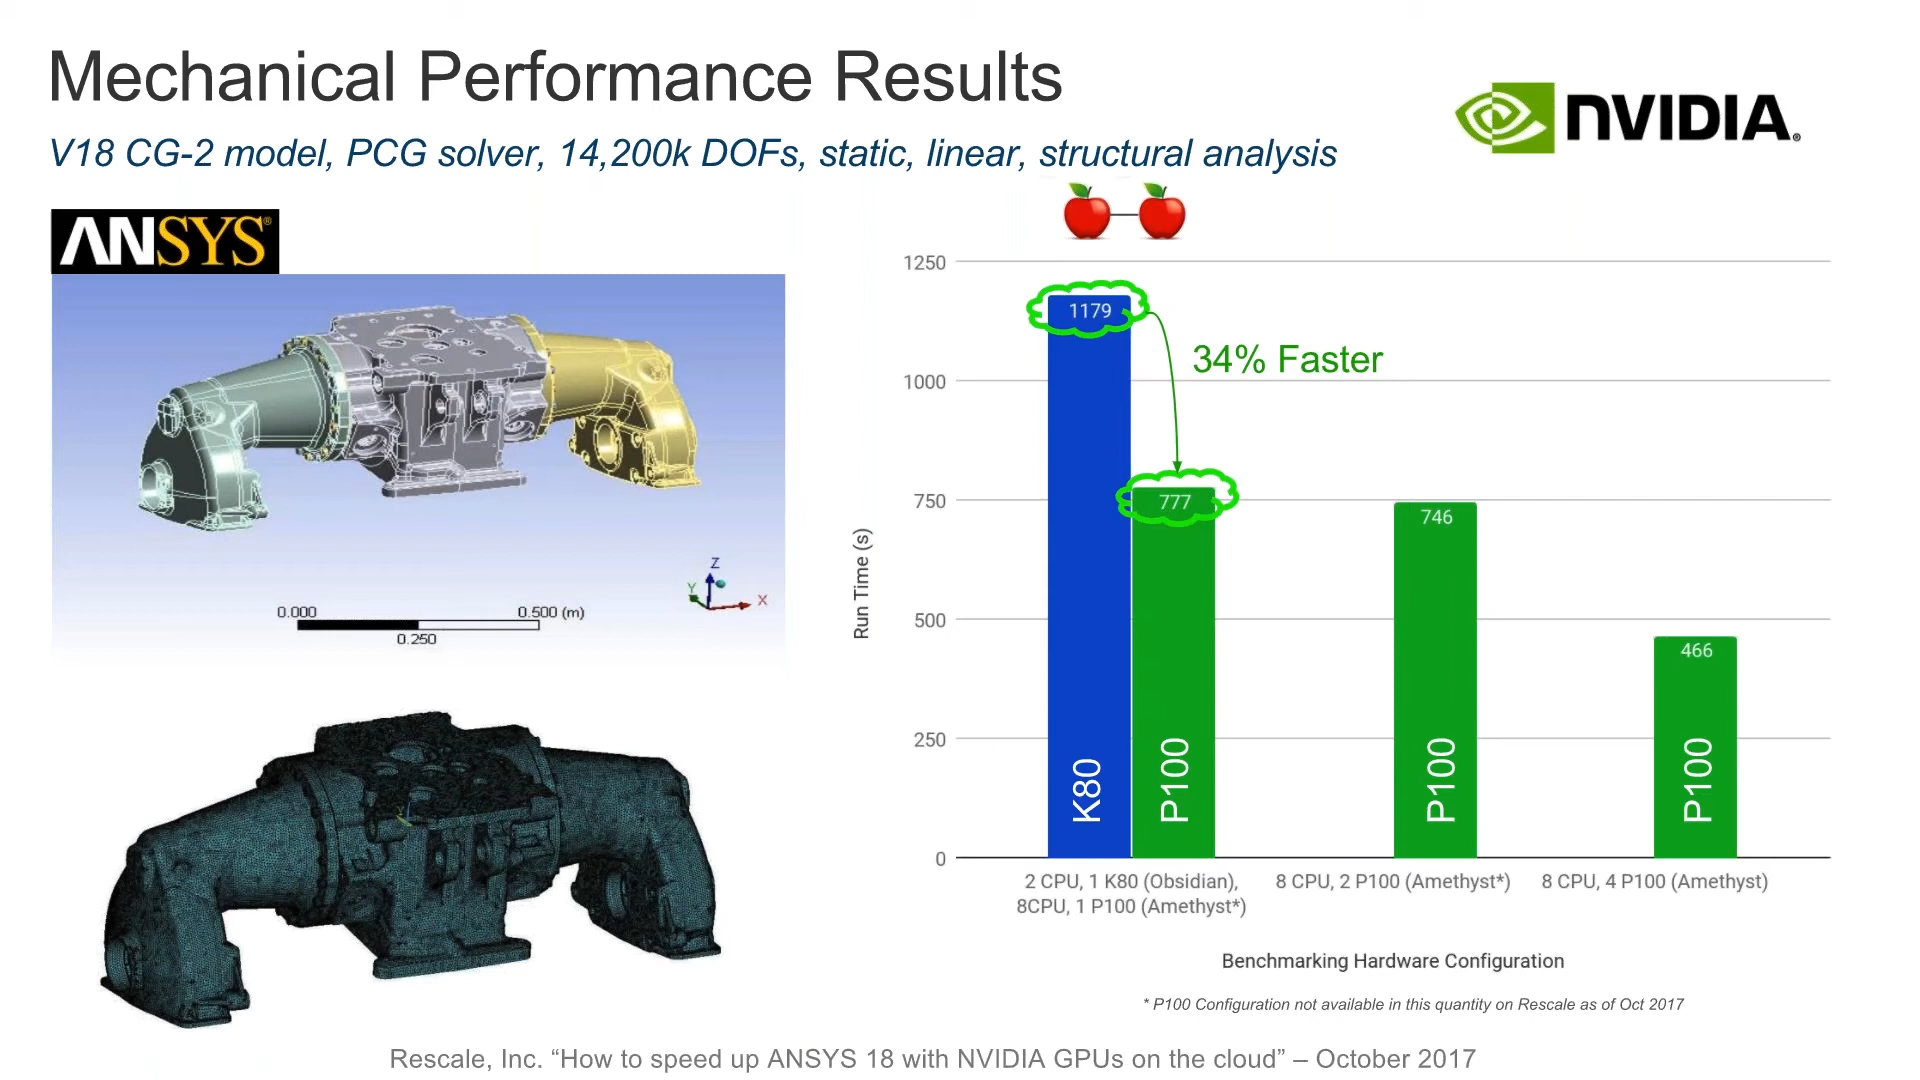 Mechanical Performance Results
V18 CG-2 model, PCG solver, 14,200k DOFs, static, linear, structural analysis
NVIDIA.
ANSYS®
0.000
0.500 (m)
0.250
Z
Y
X
Run Time (s)
1250
1000
750
500
250
0
1179
34% Faster
777
746
466
K80
P100
P100
P100
2 CPU, 1 K80 (Obsidian),
8CPU, 1 P100 (Amethyst*)
8 CPU, 2 P100 (Amethyst*)
8 CPU, 4 P100 (Amethyst)
Benchmarking Hardware Configuration
* P100 Configuration not available in this quantity on Rescale as of Oct 2017
Rescale, Inc. “How to speed up ANSYS 18 with NVIDIA GPUs on the cloud” – October 2017